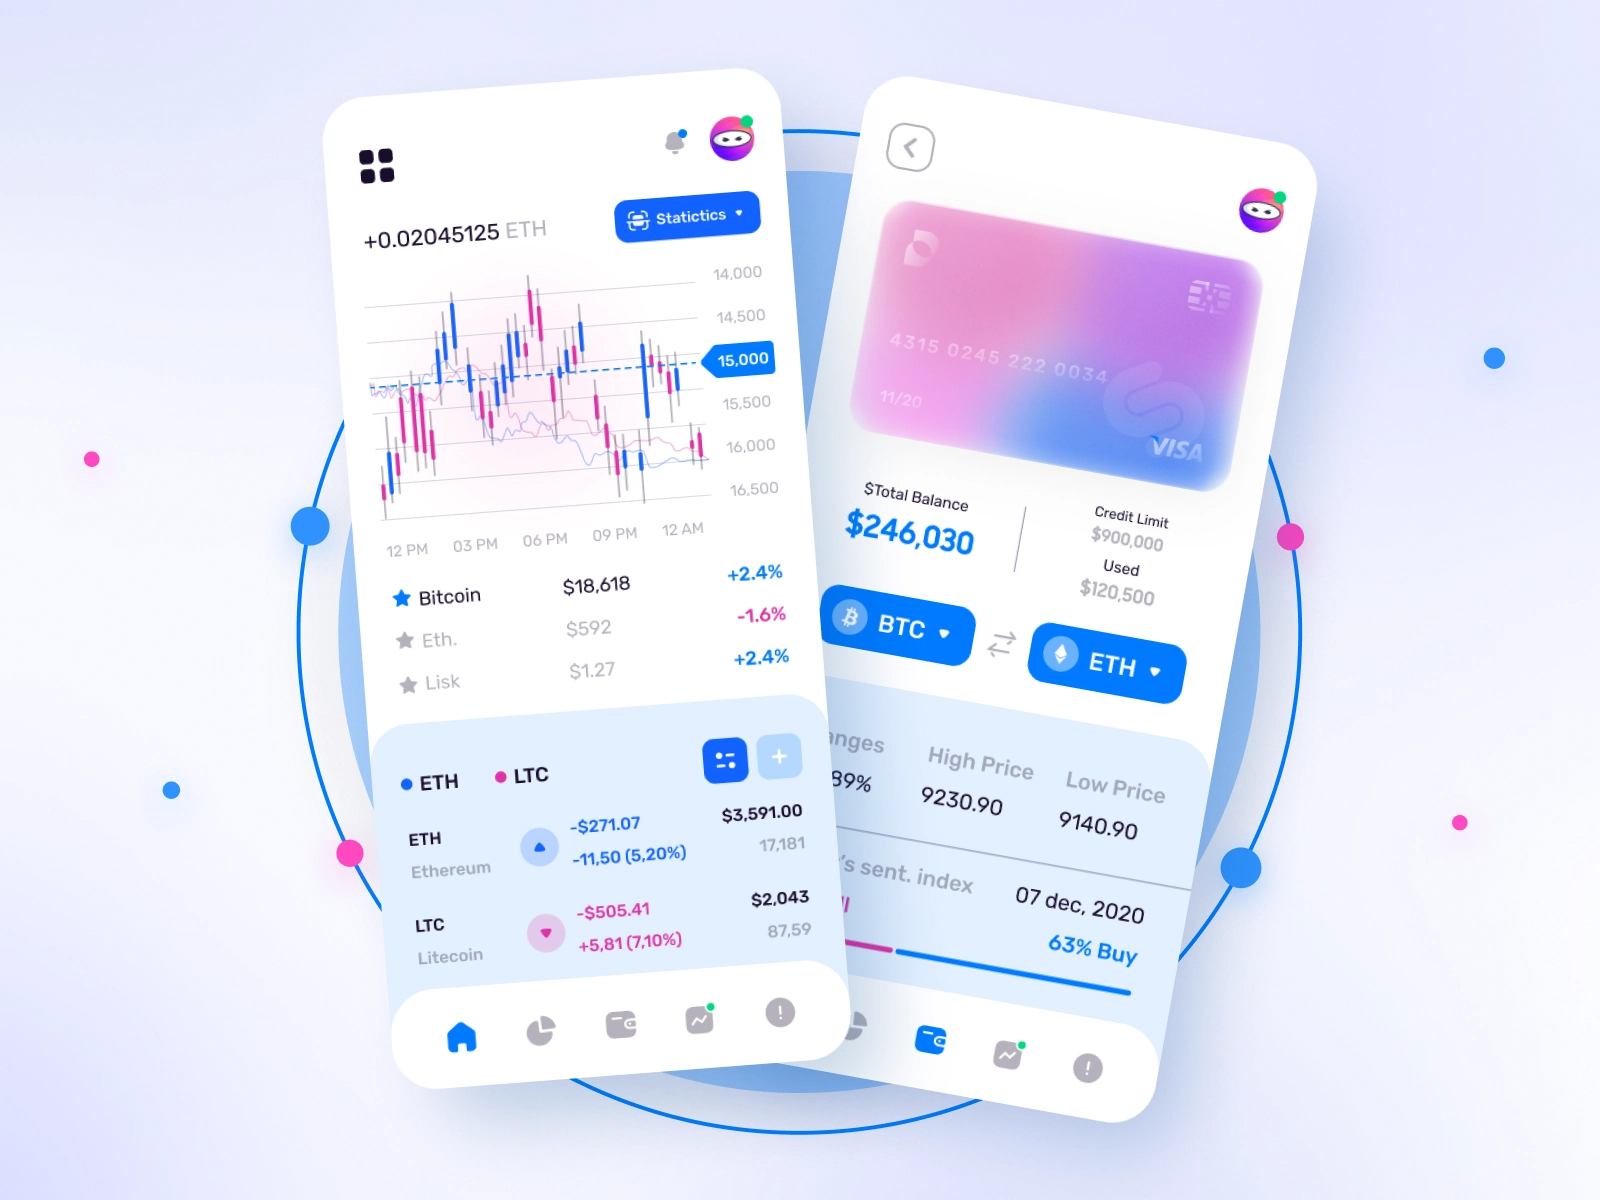 +0.02045125 ETH
Statictics
14,000
14,500
15,000
15,500
16,000
16,500
12 PM 03 PM 06 PM 09 PM 12 AM
Bitcoin $18,618 +2.4%
Eth. $592 -1.6%
Lisk $1.27 +2.4%
ETH LTC
ETH -$271.07 $3,591.00
Ethereum -11,50 (5,20%) 17,181
LTC -$505.41 $2,043
Litecoin +5,81 (7,10%) 87,59
4315 0245 222 0034
11/20
VISA
$Total Balance
$246,030
Credit Limit
$900,000
Used
$120,500
BTC ETH
anges High Price Low Price
89% 9230.90 9140.90
's sent. index 07 dec, 2020
63% Buy